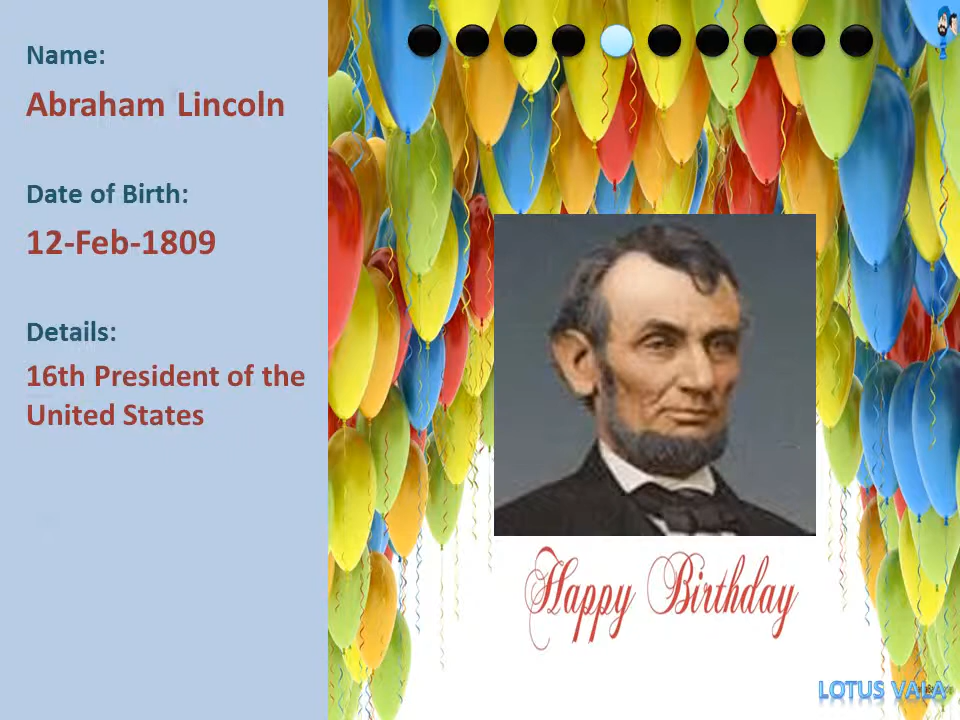 Name:
Abraham Lincoln
Date of Birth:
12-Feb-1809
Details:
16th President of the
United States
Happy Birthday
LOTUS VALA